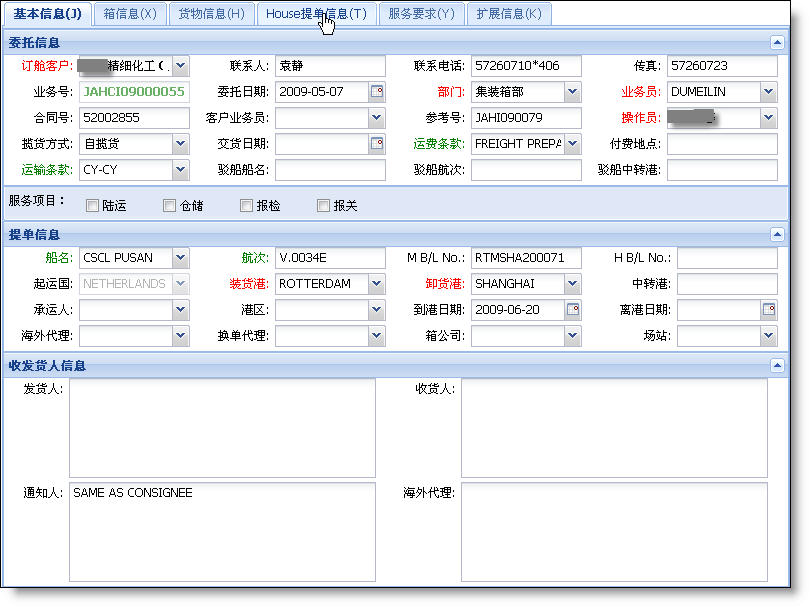 基本信息(J) 箱信息(X) 货物信息(H) House提单信息(T) 服务要求(Y) 扩展信息(K)
委托信息
订舱客户: 精细化工 联系人: 袁静 联系电话: 57260710*406 传真: 57260723
业务号: JAHCI09000055 委托日期: 2009-05-07 部门: 集装箱部 业务员: DUMEILIN
合同号: 52002855 客户业务员: 参考号: JAHI090079 操作员:
揽货方式: 自揽货 交货日期: 运费条款: FREIGHT PREPA 付费地点:
运输条款: CY-CY 驳船船名: 驳船航次: 驳船中转港:
服务项目: 陆运 仓储 报检 报关
提单信息
船名: CSCL PUSAN 航次: V.0034E M B/L No.: RTMSHA200071 H B/L No.:
起运国: NETHERLANDS 装货港: ROTTERDAM 卸货港: SHANGHAI 中转港:
承运人: 港区: 到港日期: 2009-06-20 离港日期:
海外代理: 换单代理: 箱公司: 场站:
收发货人信息
发货人: 收货人:
通知人: SAME AS CONSIGNEE 海外代理: